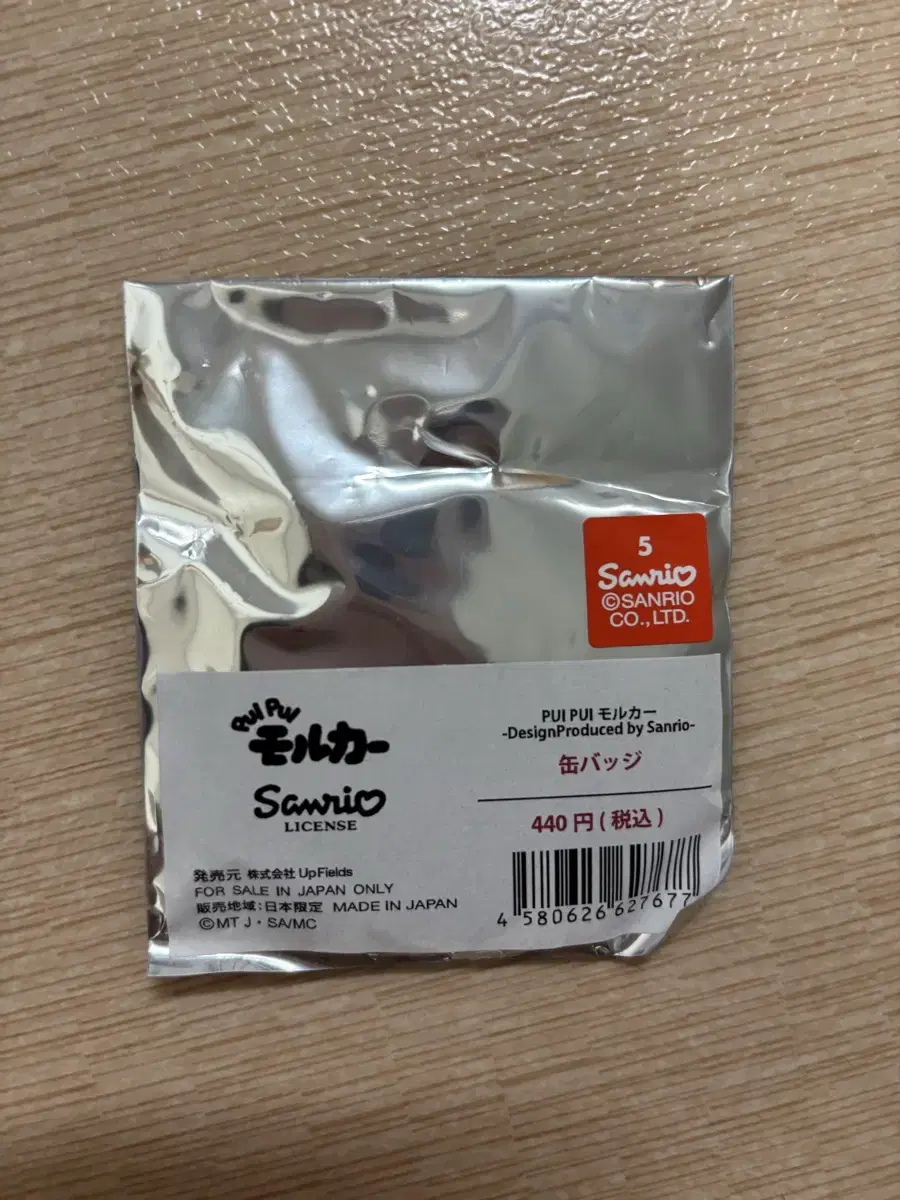 5
Sanrio
©SANRIO
CO.,LTD.
PUI PUI
モルカー
Sanrio
LICENSE
発売元 株式会社 UpFields
FOR SALE IN JAPAN ONLY
販売地域:日本限定 MADE IN JAPAN
©MT J・SA/MC
PUI PUI モルカー
-DesignProduced by Sanrio-
缶バッジ
440 円 ( 税込 )
4 580626 627677